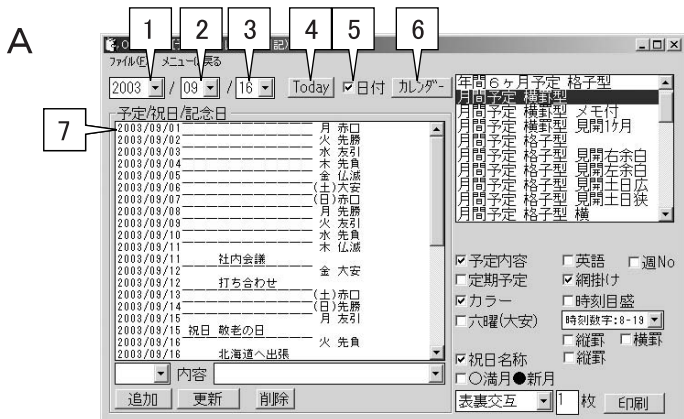 A
1 2 3 4 5 6
記)
ファイル(F) メニューに戻る
2003 / 09 / 16 Today 日付 カレンダー
予定/祝日/記念日
7
2003/09/01 月 赤口
2003/09/02 火 先勝
2003/09/03 水 友引
2003/09/04 木 先負
2003/09/05 金 仏滅
2003/09/06 (土)大安
2003/09/07 (日)赤口
2003/09/08 月 先勝
2003/09/09 火 友引
2003/09/10 水 先負
2003/09/11 木 仏滅
2003/09/11 社内会議
2003/09/12 金 大安
2003/09/12 打ち合わせ
2003/09/13 (土)赤口
2003/09/14 (日)先勝
2003/09/15 月 友引
2003/09/15 祝日 敬老の日
2003/09/16 火 先負
2003/09/16 北海道へ出張
内容
追加 更新 削除
年間6ヶ月予定 格子型
月間予定 横罫型
月間予定 横罫型 メモ付
月間予定 横罫型 見開1ヶ月
月間予定 格子型
月間予定 格子型 見開右余白
月間予定 格子型 見開左余白
月間予定 格子型 見開土日広
月間予定 格子型 見開土日狭
月間予定 格子型 横
予定内容 英語 週No
定期予定 網掛け
カラー 時刻目盛
六曜(大安) 時刻数字:8-19
縦罫 横罫
祝日名称 縦罫
○満月●新月
表裏交互 1 枚 印刷